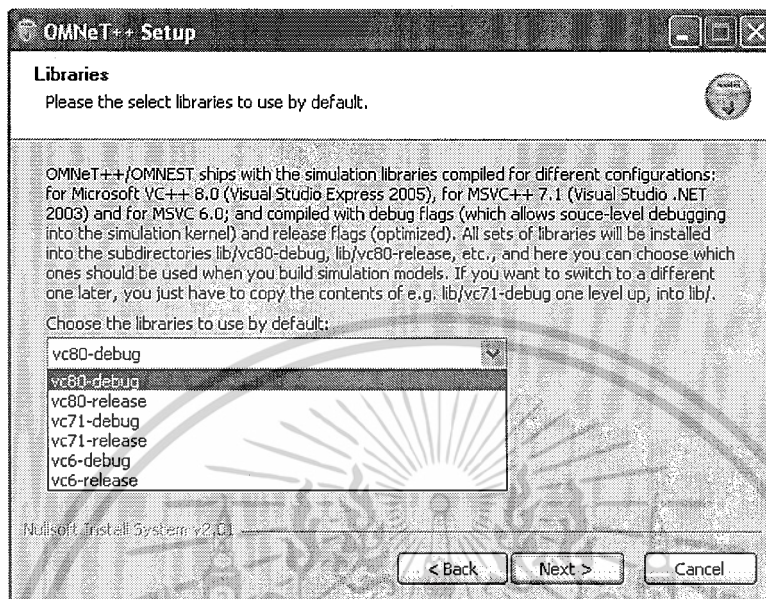 OMNeT++ Setup
Libraries
Please the select libraries to use by default.
OMNeT++/OMNEST ships with the simulation libraries compiled for different configurations:
for Microsoft VC++ 8.0 (Visual Studio Express 2005), for MSVC++ 7.1 (Visual Studio .NET
2003) and for MSVC 6.0; and compiled with debug flags (which allows souce-level debugging
into the simulation kernel) and release flags (optimized). All sets of libraries will be installed
into the subdirectories lib/vc80-debug, lib/vc80-release, etc., and here you can choose which
ones should be used when you build simulation models. If you want to switch to a different
one later, you just have to copy the contents of e.g. lib/vc71-debug one level up, into lib/.
Choose the libraries to use by default:
vc80-debug
vc80-debug
vc80-release
vc71-debug
vc71-release
vc6-debug
vc6-release
Nullsoft Install System v2.01
< Back
Next >
Cancel